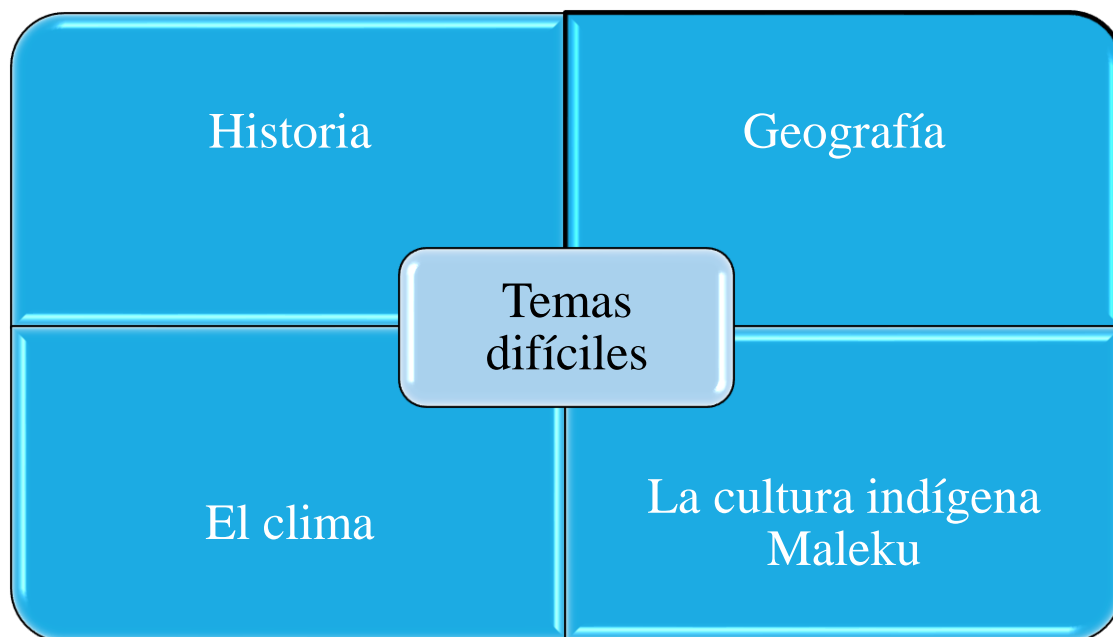 Historia
Geografía
Temas
difíciles
El clima
La cultura indígena
Maleku